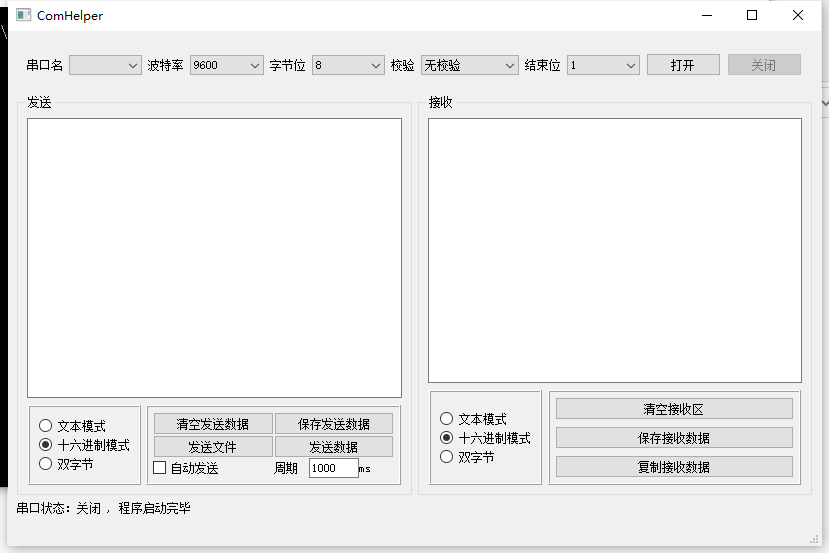 ComHelper
串口名 波特率 9600 字节位 8 校验 无校验 结束位 1 打开 关闭
发送
文本模式
十六进制模式
双字节
清空发送数据 保存发送数据
发送文件 发送数据
自动发送 周期 1000 ms
接收
文本模式
十六进制模式
双字节
清空接收区
保存接收数据
复制接收数据
串口状态：关闭 ，程序启动完毕